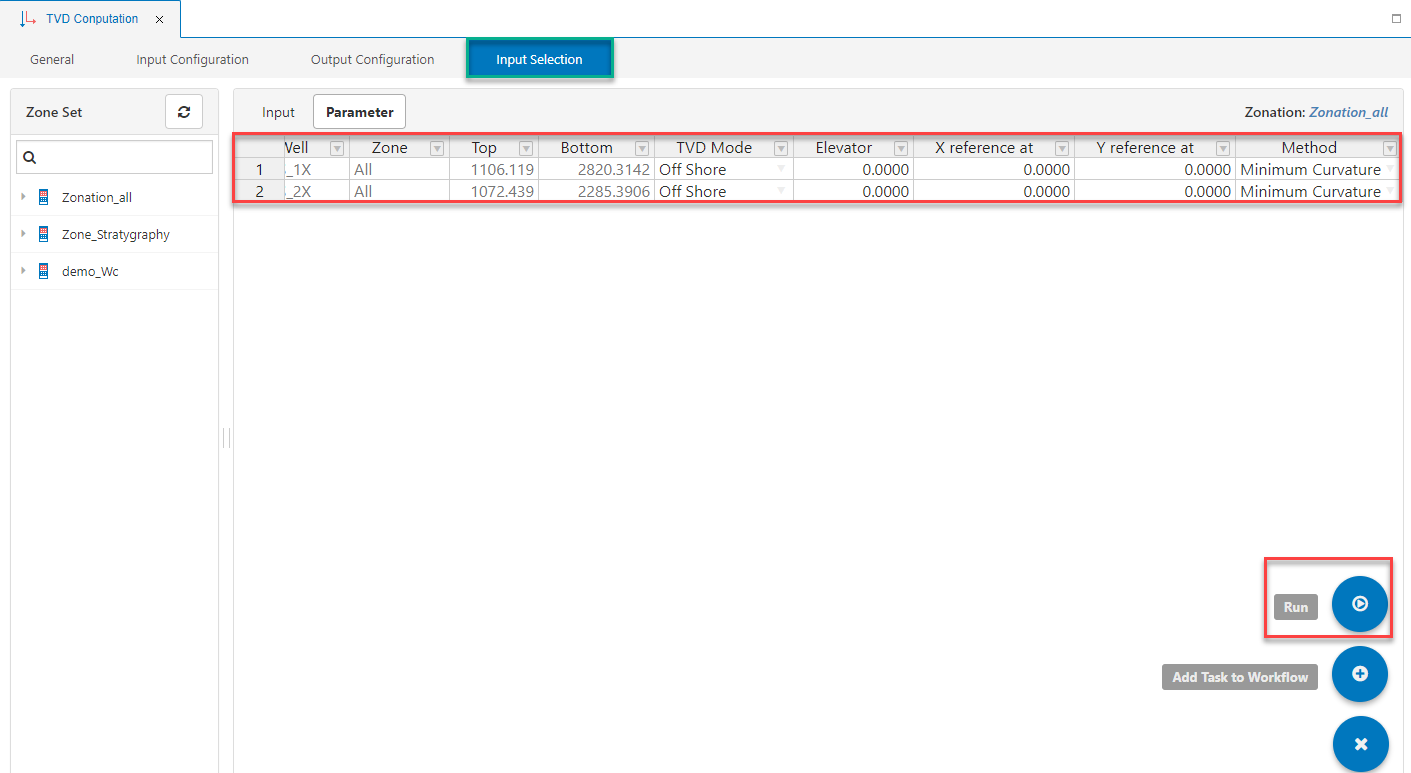 TVD Conputation
General Input Configuration Output Configuration Input Selection
Zone Set
Input Parameter Zonation: Zonation_all
Well Zone Top Bottom TVD Mode Elevator X reference at Y reference at Method
1 _1X All 1106.119 2820.3142 Off Shore 0.0000 0.0000 0.0000 Minimum Curvature
2 _2X All 1072.439 2285.3906 Off Shore 0.0000 0.0000 0.0000 Minimum Curvature
Zonation_all
Zone_Stratygraphy
demo_Wc
Run
Add Task to Workflow